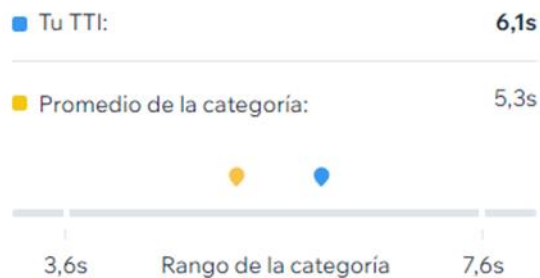 Tu TTI: 6,1s
Promedio de la categoría: 5,3s
3,6s Rango de la categoría 7,6s